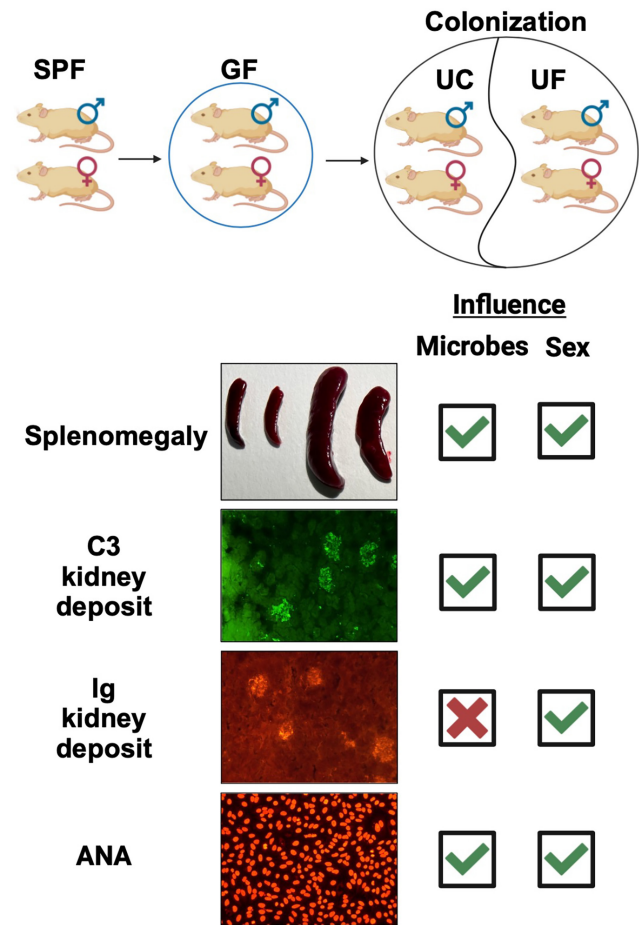 Colonization
SPF
GF
UC
UF
Influence
Microbes
Sex
Splenomegaly
C3
kidney
deposit
Ig
kidney
deposit
ANA